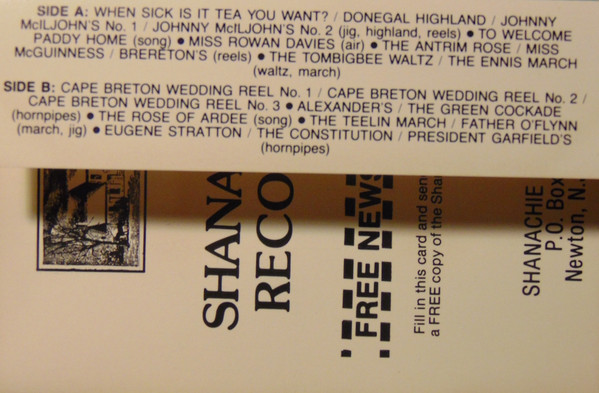 SIDE A: WHEN SICK IS IT TEA YOU WANT? / DONEGAL HIGHLAND / JOHNNY
McILJOHN'S No. 1 / JOHNNY McILJOHN'S No. 2 (jig, highland, reels) ● TO WELCOME
PADDY HOME (song) ● MISS ROWAN DAVIES (air) ● THE ANTRIM ROSE / MISS
McGUINNESS / BRERETON'S (reels) ● THE TOMBIGBEE WALTZ / THE ENNIS MARCH
(waltz, march)
SIDE B: CAPE BRETON WEDDING REEL No. 1 / CAPE BRETON WEDDING REEL No. 2 /
CAPE BRETON WEDDING REEL No. 3 ● ALEXANDER'S / THE GREEN COCKADE
(hornpipes) ● THE ROSE OF ARDEE (song) ● THE TEELIN MARCH / FATHER O'FLYNN
(march, jig) ● EUGENE STRATTON / THE CONSTITUTION / PRESIDENT GARFIELD'S
(hornpipes)
SHANA
RECO
FREE NEWS
Fill in this card and sen
a FREE copy of the Sha
SHANACHIE
P.O. Box
Newton, N.J.